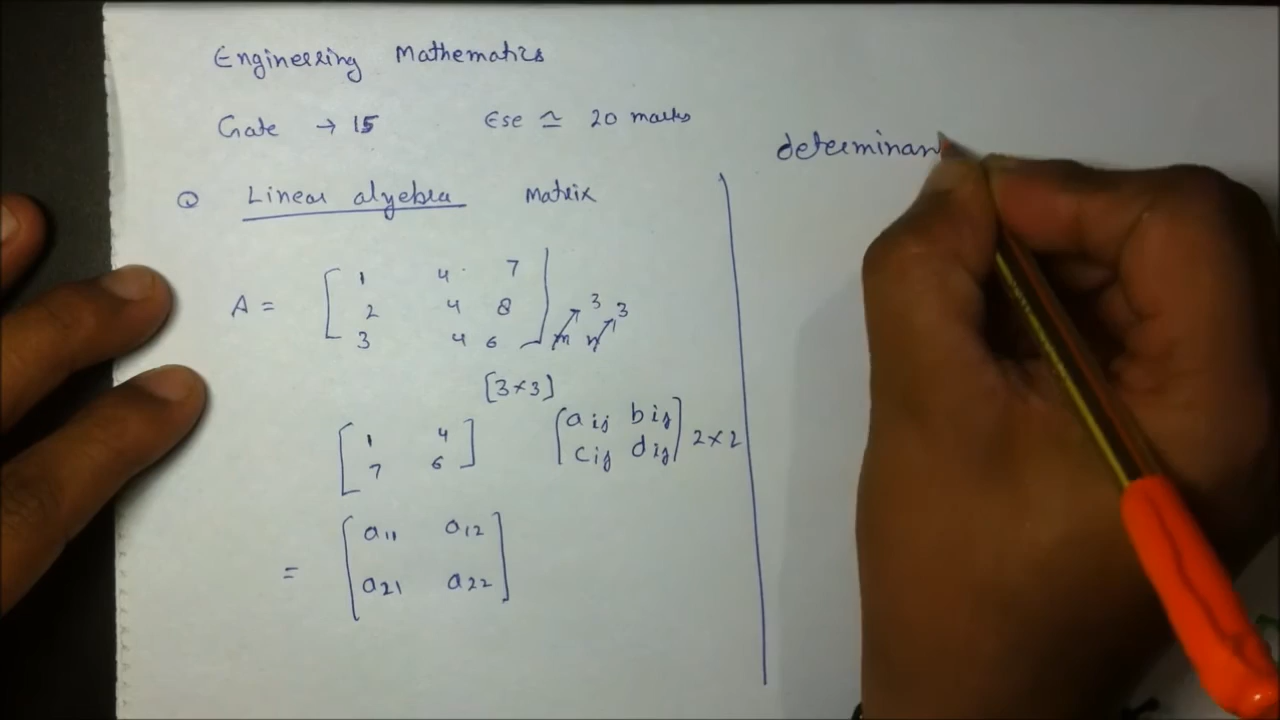 Engineering Mathematics
Gate → 15 Ese ≃ 20 marks
Linear algebra Matrix
A = [ 1 4 7
2 4 8
3 4 6 ] m n 3 3
[3×3]
[ 1 4
7 6 ]
[ aij bij
cij dij ] 2×2
= [ a11 a12
a21 a22 ]
determinan